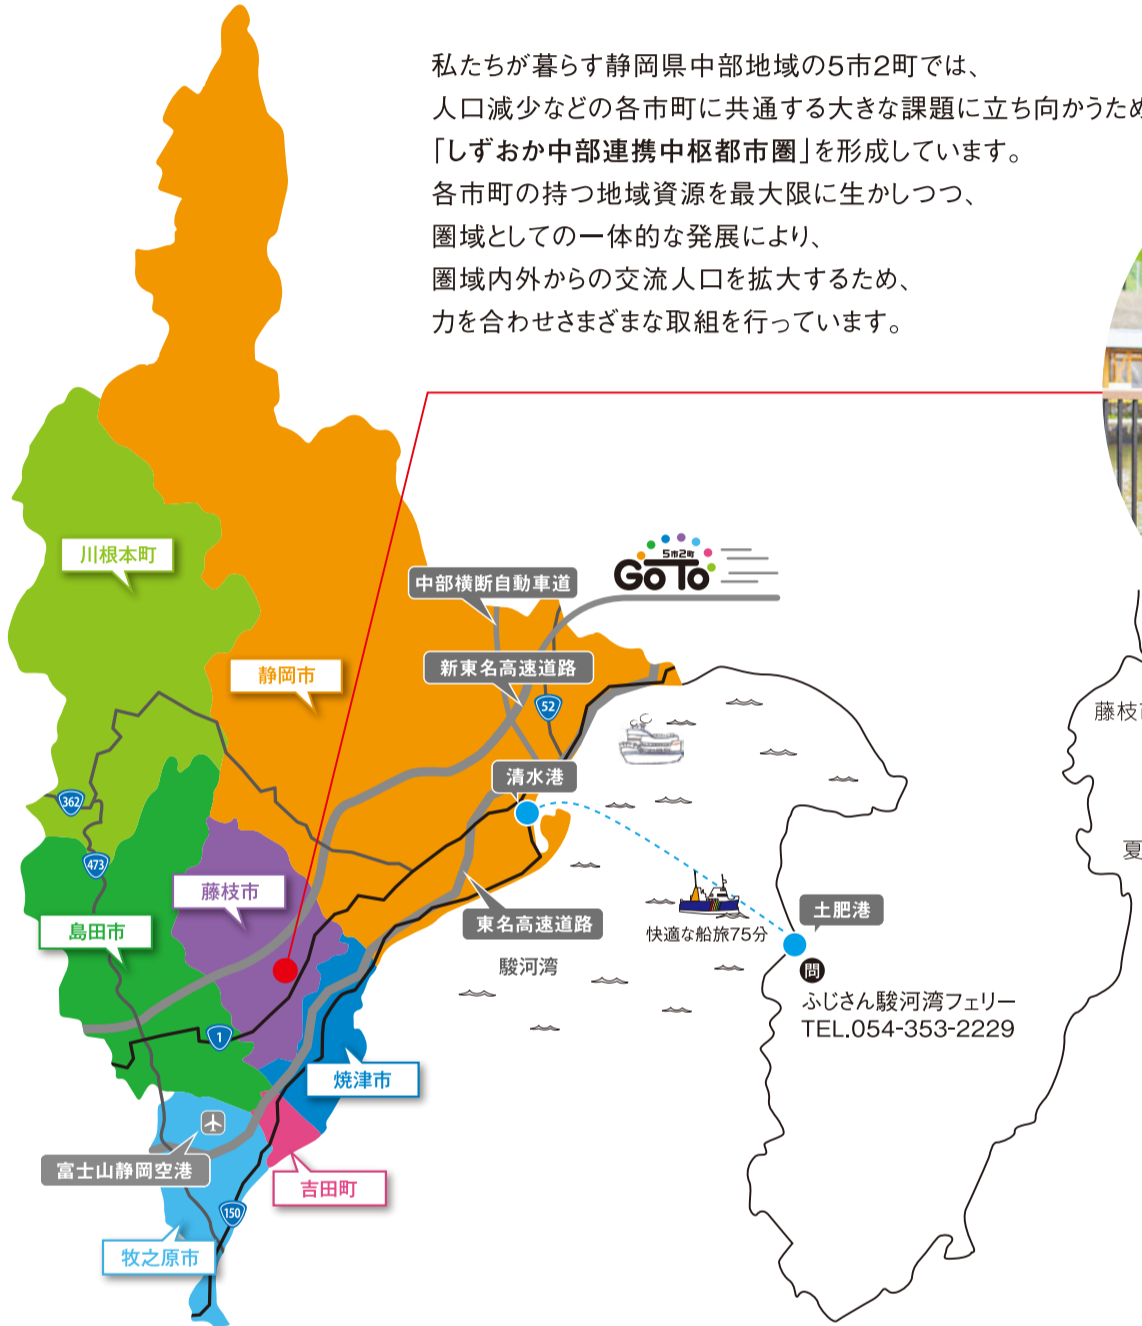 私たちが暮らす静岡県中部地域の5市2町では、
人口減少などの各市町に共通する大きな課題に立ち向かうため
「しずおか中部連携中枢都市圏」を形成しています。
各市町の持つ地域資源を最大限に生かしつつ、
圏域としての一体的な発展により、
圏域内外からの交流人口を拡大するため、
力を合わせさまざまな取組を行っています。
川根本町
5市2町
GoTo
中部横断自動車道
新東名高速道路
静岡市
52
藤枝市
清水港
362
473
夏
藤枝市
島田市
東名高速道路
土肥港
快適な船旅75分
駿河湾
問
ふじさん駿河湾フェリー
TEL.054-353-2229
1
焼津市
富士山静岡空港
吉田町
150
牧之原市